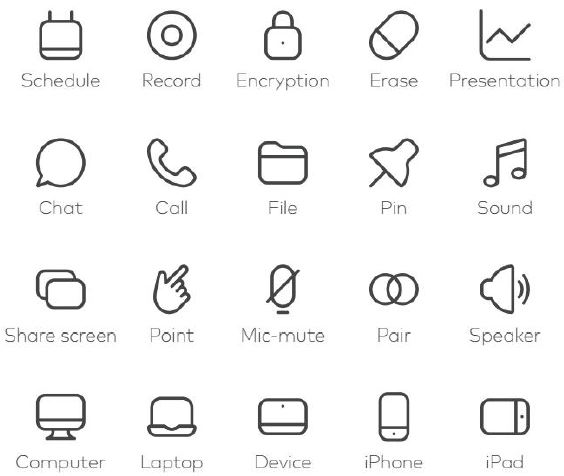 Schedule Record Encryption Erase Presentation
Chat Call File Pin Sound
Share screen Point Mic-mute Pair Speaker
Computer Laptop Device iPhone iPad